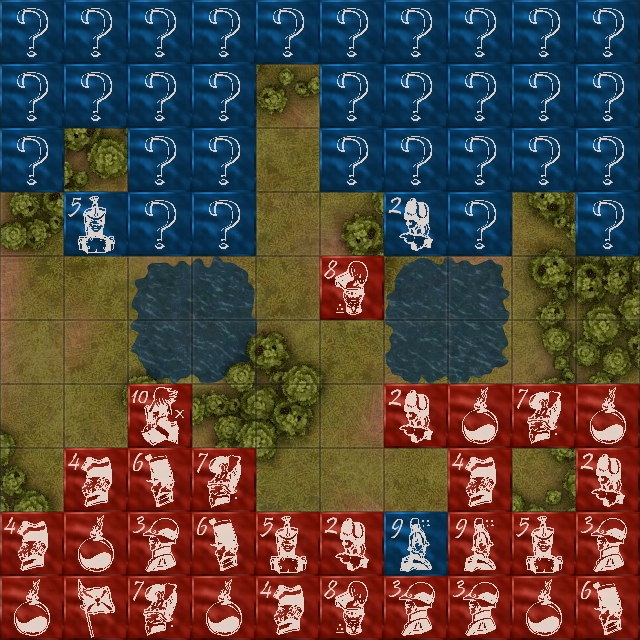 ? ? ? ? ? ? ? ? ? ?
? ? ? ? ? ? ? ? ?
? ? ? ? ? ? ? ?
5 ? ? 2 ? ?
8
10 x 2 7
4 6 7 4 2
4 3 6 5 2 9 9 5 3
7 4 8 3 3 6